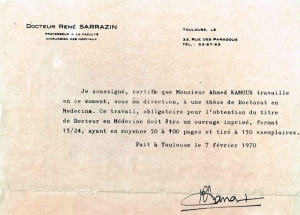 DOCTEUR RENÉ SARRAZIN
PROFESSEUR A LA FACULTÉ
CHIRURGIEN DES HÔPITAUX
TOULOUSE, LE
32, RUE DES PARADOUX
TÉL. : 53-87-53
Je soussigné, certifie que Monsieur Ahmed KAMOUN travaille
en ce moment, sous ma direction, à une thèse de Doctorat en
Médecine. Ce travail, obligatoire pour l'obtention du titre
de Docteur en Médecine doit être un ouvrage imprimé, format
15/24, ayant en moyenne 50 à 100 pages et tiré à 150 exemplaires.
Fait à Toulouse le 7 février 1970